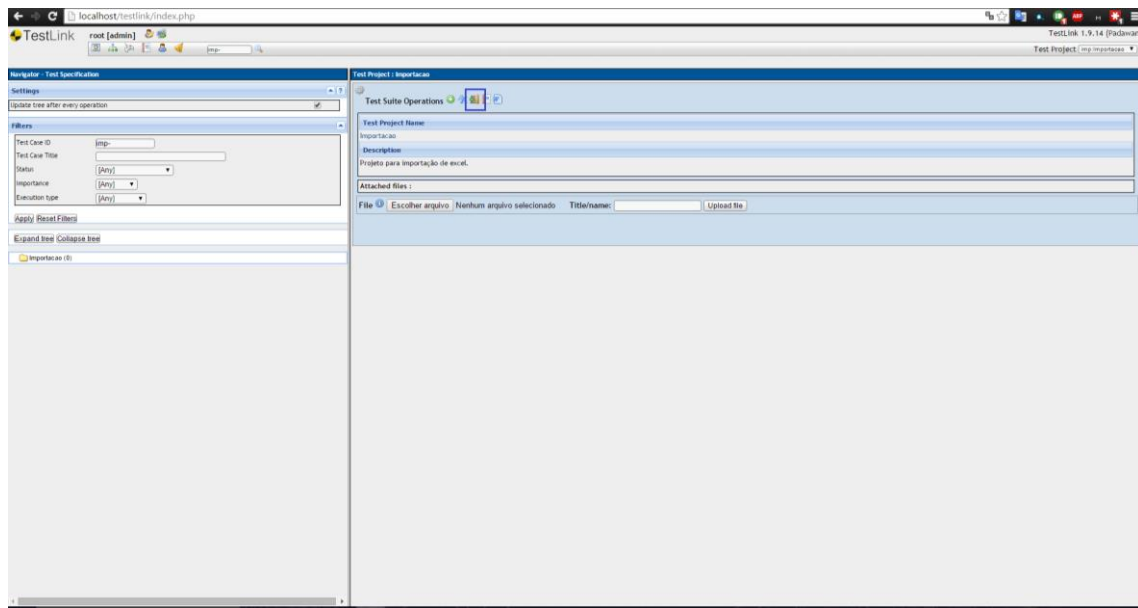 localhost/testlink/index.php
TestLink root [admin]
TestLink 1.9.14 (Padawan
imp-
Test Project imp:Importacao
Navigator - Test Specification
Settings
Update tree after every operation
Filters
Test Case ID imp-
Test Case Title
Status [Any]
Importance [Any]
Execution type [Any]
Apply Reset Filters
Expand tree Collapse tree
Importacao (0)
Test Project : Importacao
Test Suite Operations
Test Project Name
Importacao
Description
Projeto para importação de excel.
Attached files :
File Escolher arquivo Nenhum arquivo selecionado Title/name: Upload file